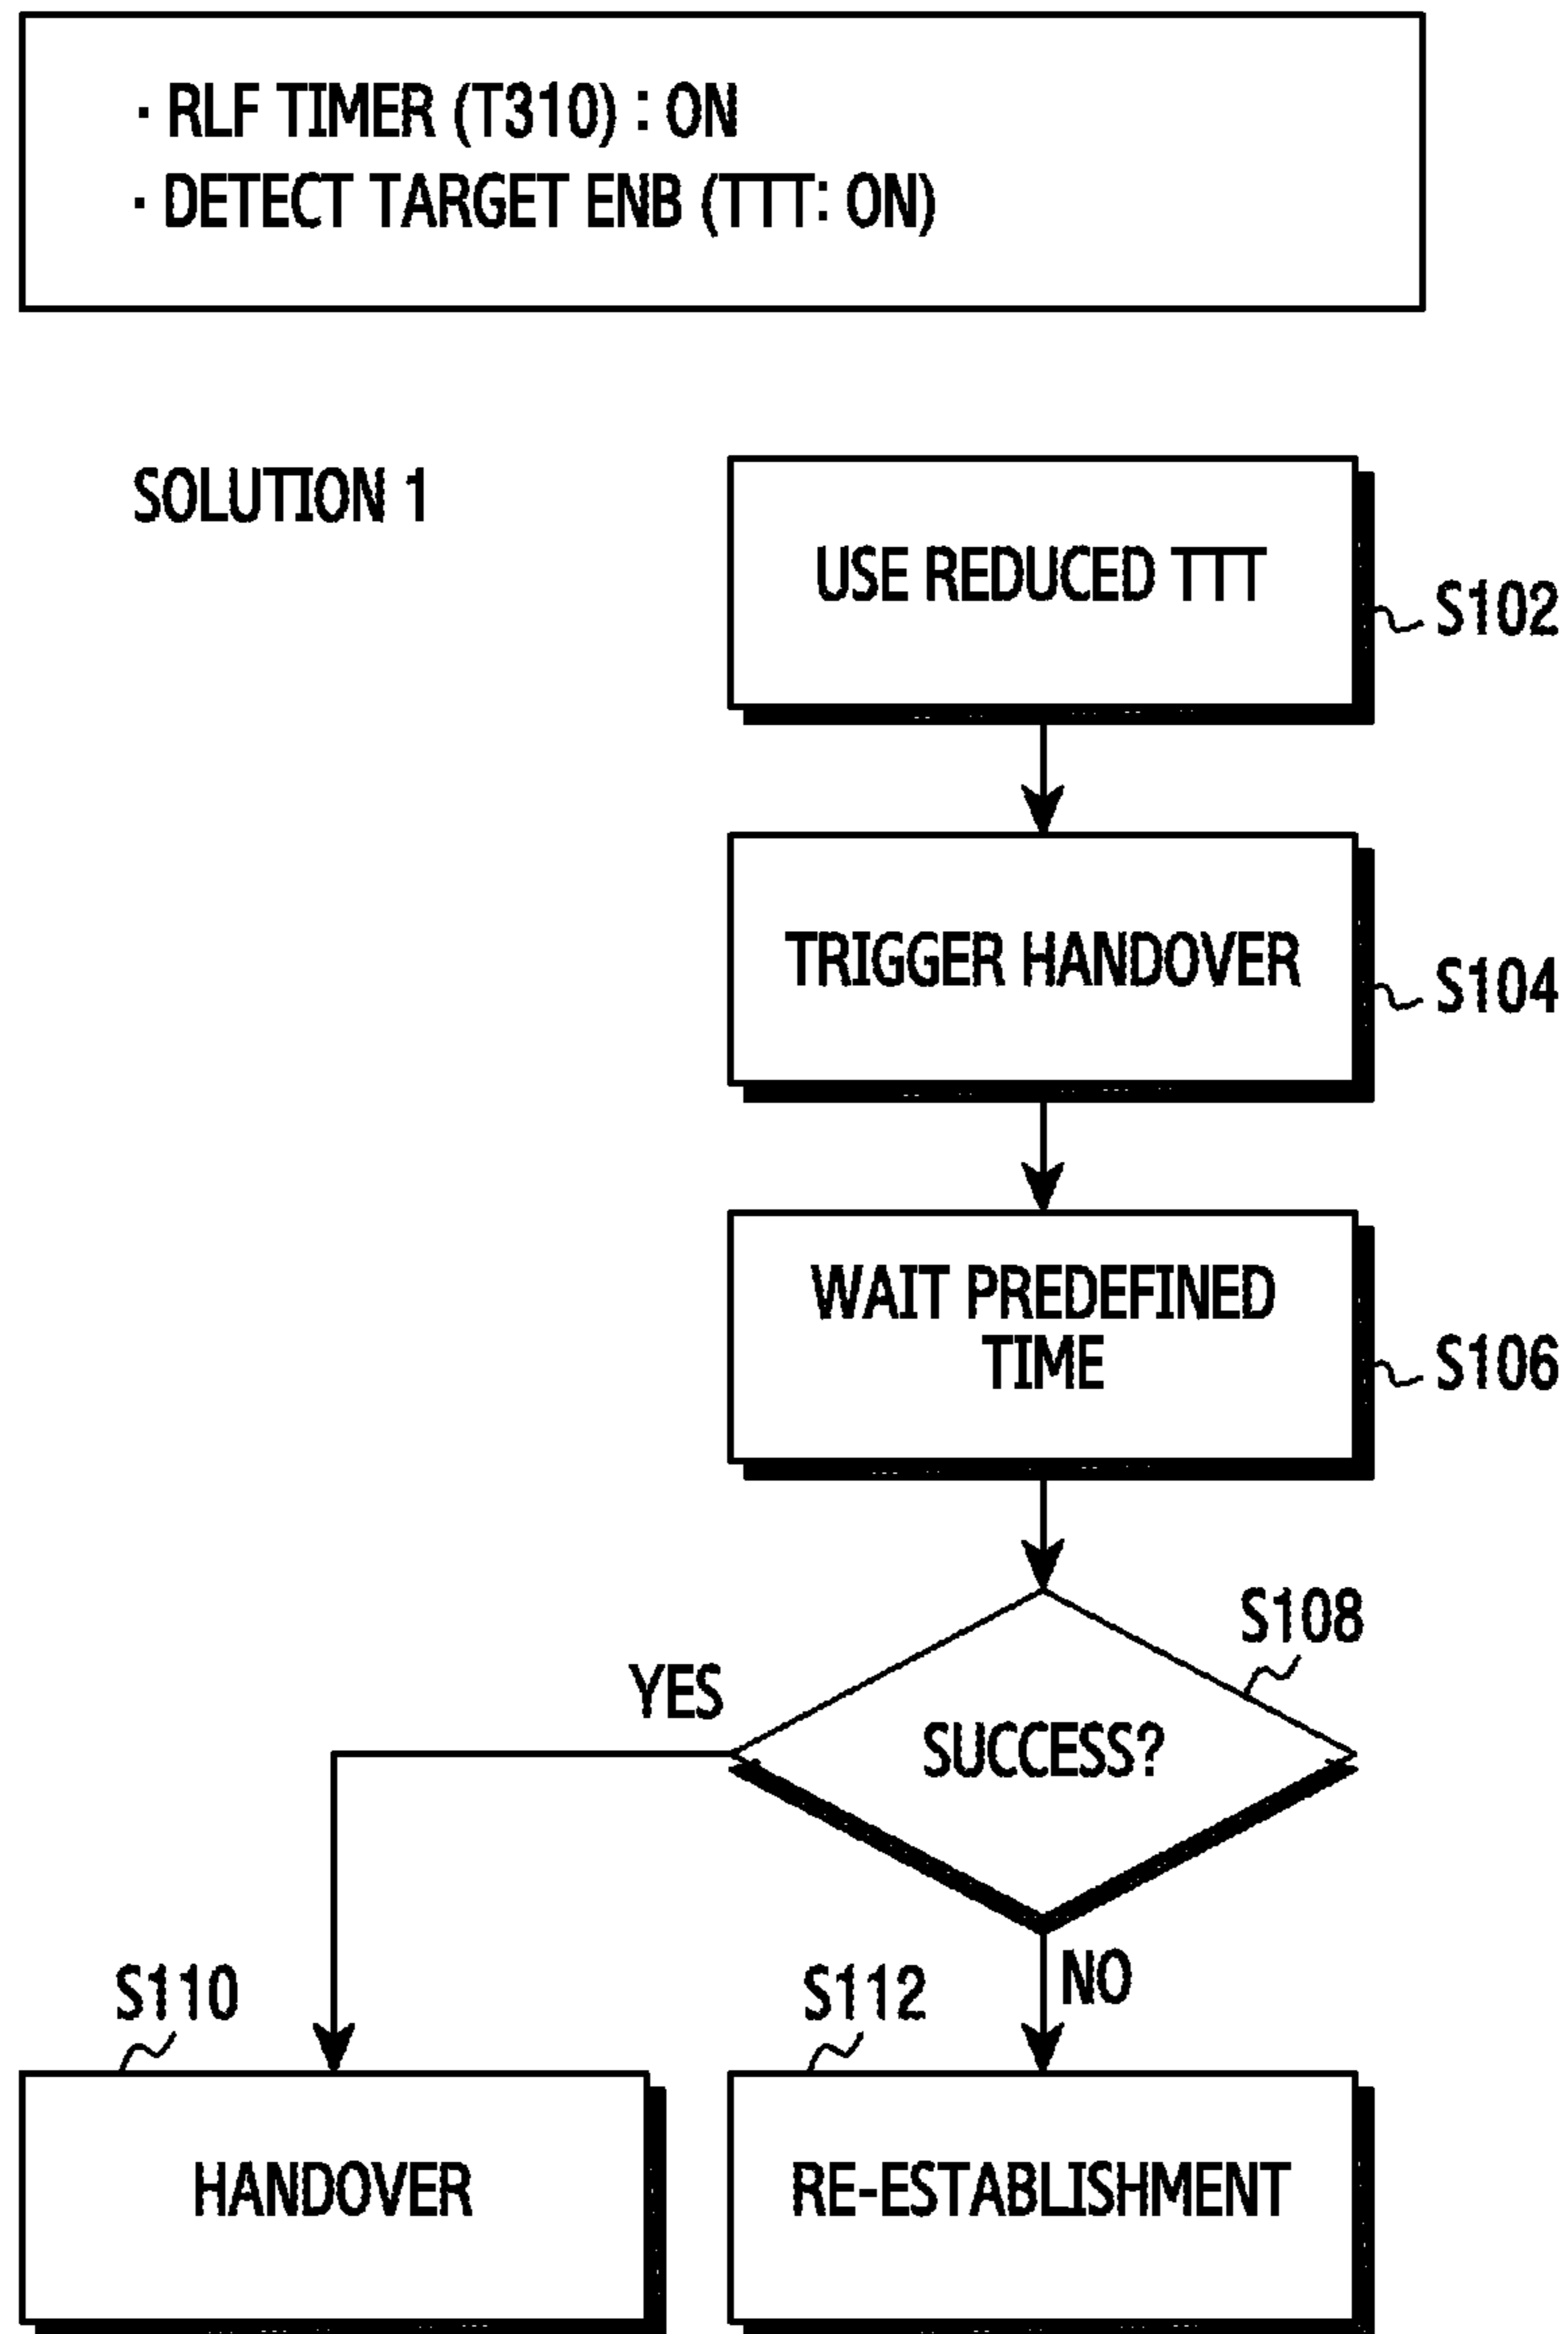 · RLF TIMER (T310) : ON
· DETECT TARGET ENB (TTT: ON)
SOLUTION 1
USE REDUCED TTT
S102
TRIGGER HANDOVER
S104
WAIT PREDEFINED
TIME
S106
S108
YES
SUCCESS?
NO
S110
S112
HANDOVER
RE-ESTABLISHMENT